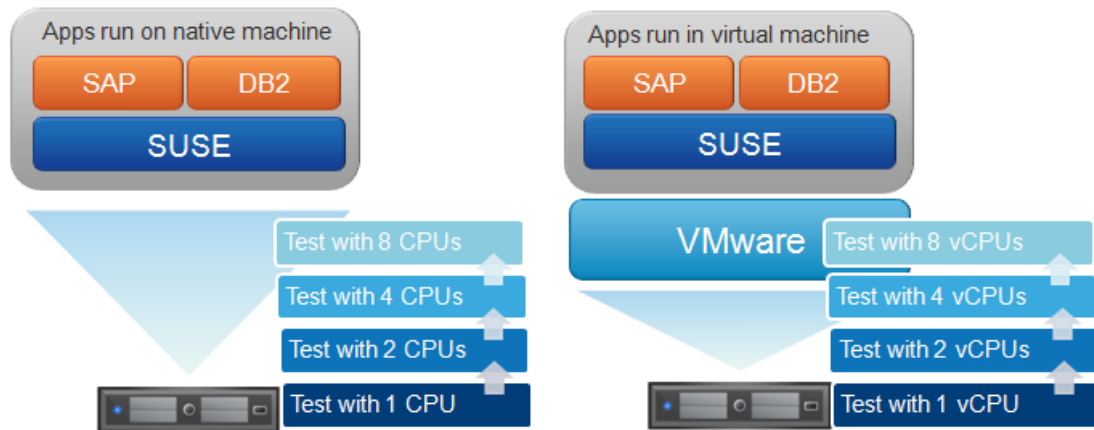 Apps run on native machine
SAP
DB2
SUSE
Test with 8 CPUs
Test with 4 CPUs
Test with 2 CPUs
Test with 1 CPU
Apps run in virtual machine
SAP
DB2
SUSE
VMware
Test with 8 vCPUs
Test with 4 vCPUs
Test with 2 vCPUs
Test with 1 vCPU